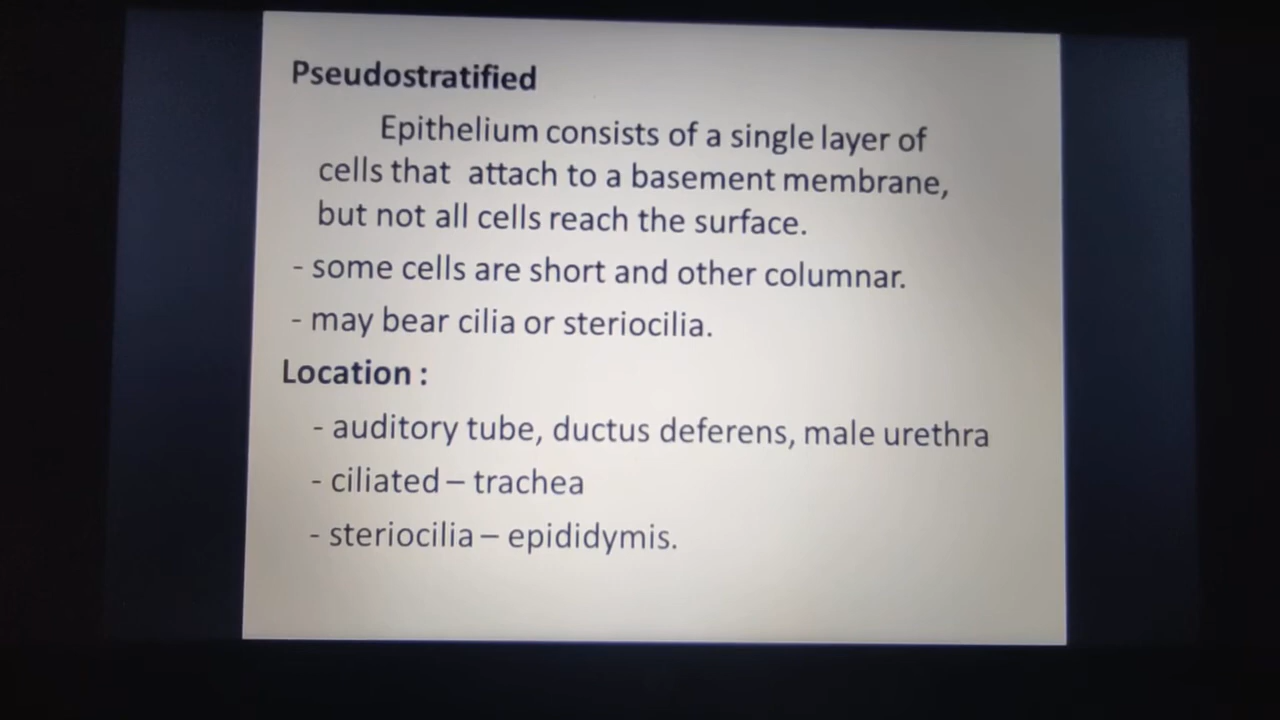 Pseudostratified
Epithelium consists of a single layer of
cells that attach to a basement membrane,
but not all cells reach the surface.
- some cells are short and other columnar.
- may bear cilia or steriocilia.
Location :
- auditory tube, ductus deferens, male urethra
- ciliated – trachea
- steriocilia – epididymis.